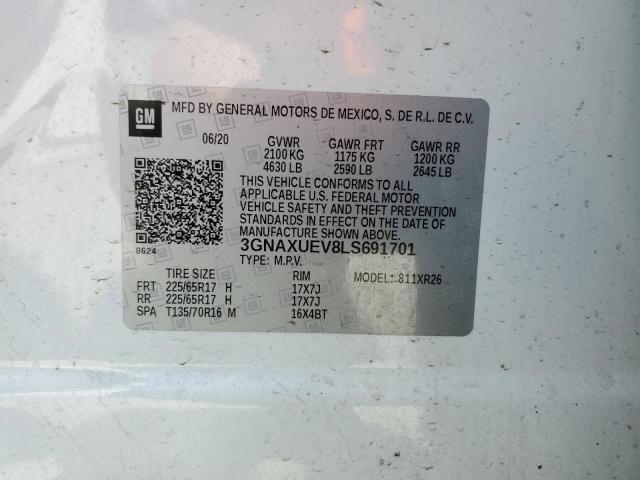 GM
MFD BY GENERAL MOTORS DE MEXICO, S. DE R.L. DE C.V.
06/20 GVWR GAWR FRT GAWR RR
2100 KG 1175 KG 1200 KG
4630 LB 2590 LB 2645 LB
THIS VEHICLE CONFORMS TO ALL
APPLICABLE U.S. FEDERAL MOTOR
VEHICLE SAFETY AND THEFT PREVENTION
STANDARDS IN EFFECT ON THE DATE OF
MANUFACTURE SHOWN ABOVE.
8624
3GNAXUEV8LS691701
TYPE: M.P.V.
TIRE SIZE RIM MODEL: 811XR26
FRT 225/65R17 H 17X7J
RR 225/65R17 H 17X7J
SPA T135/70R16 M 16X4BT